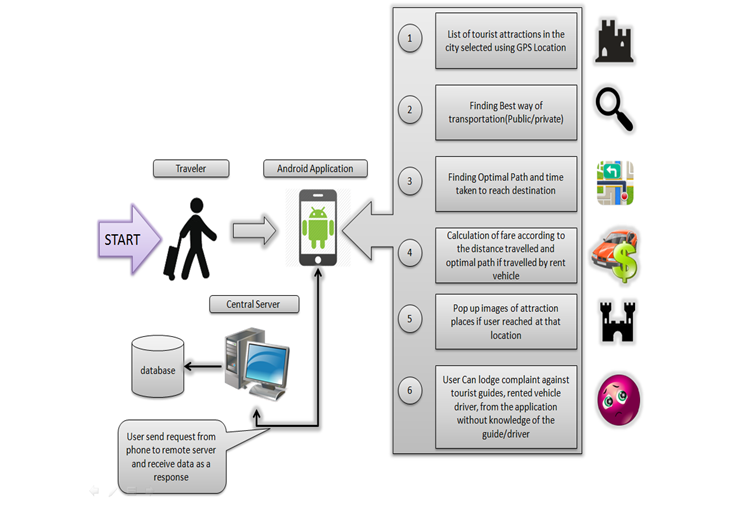 START
Traveler
Android Application
Central Server
database
User send request from
phone to remote server
and receive data as a
response
1
List of tourist attractions in the
city selected using GPS Location
2
Finding Best way of
transportation(Public/private)
3
Finding Optimal Path and time
taken to reach destination
4
Calculation of fare according to
the distance travelled and
optimal path if travelled by rent
vehicle
5
Pop up images of attraction
places if user reached at that
location
6
User Can lodge complaint against
tourist guides, rented vehicle
driver, from the application
without knowledge of the
guide/driver